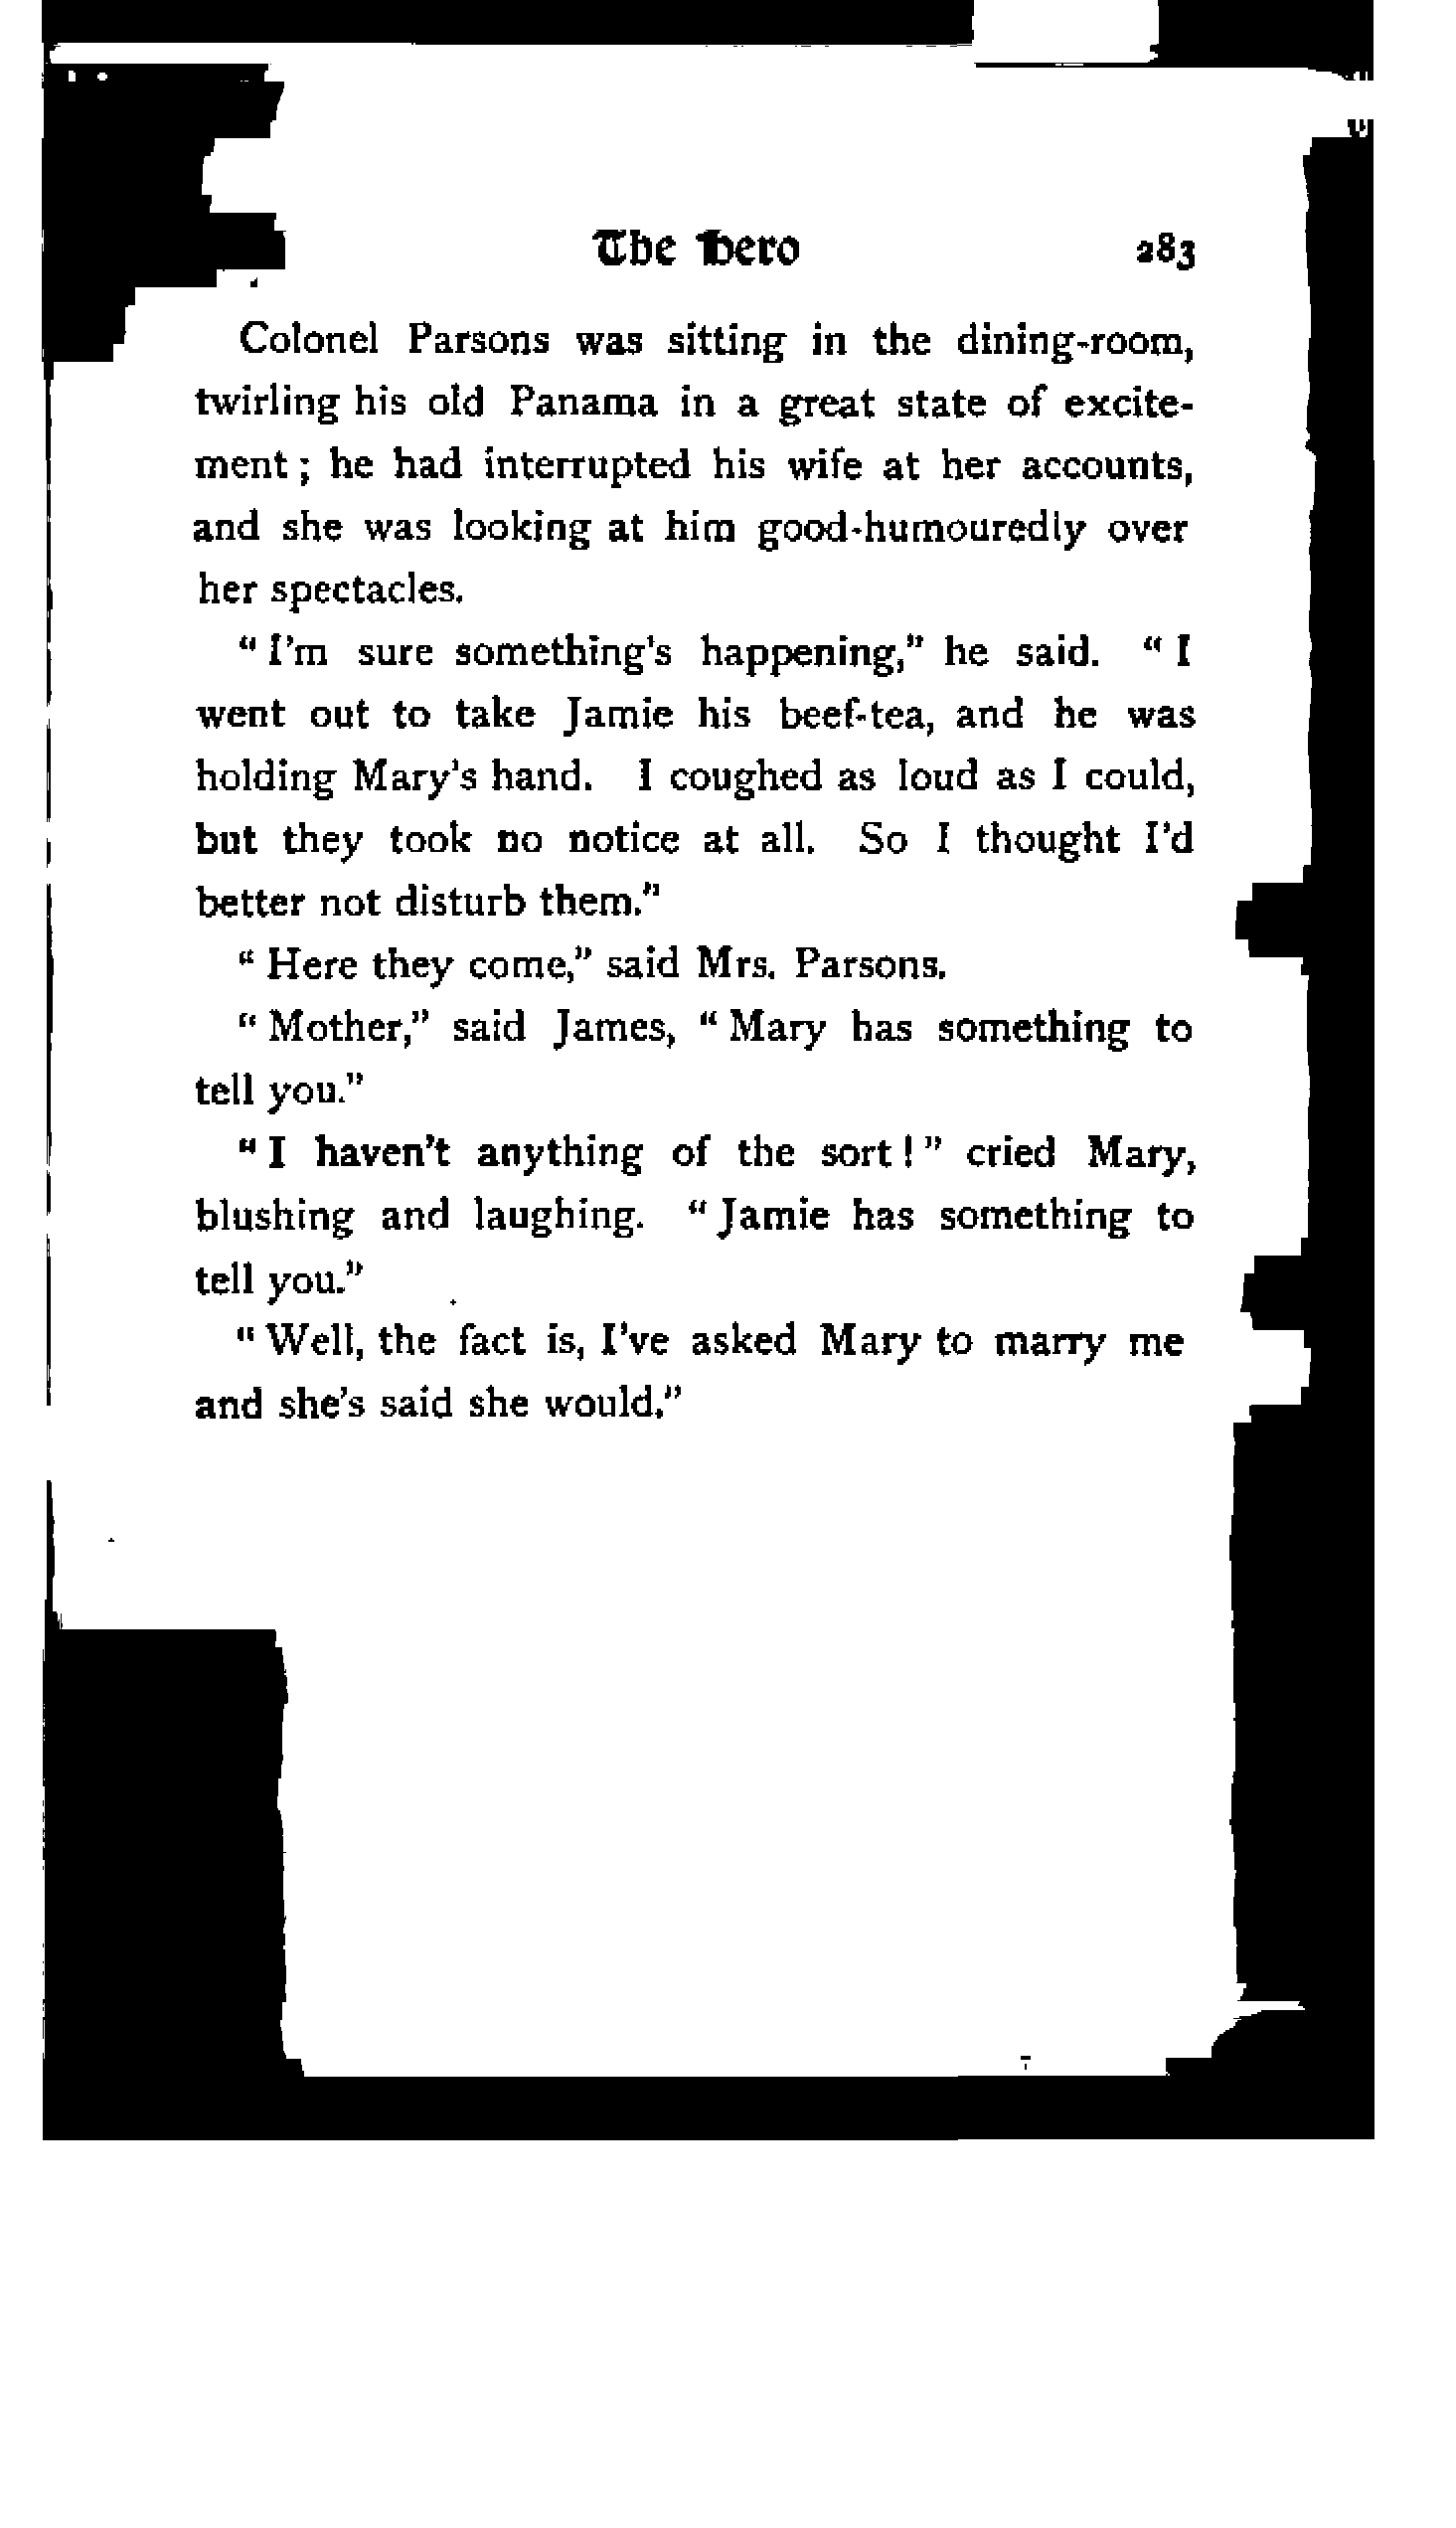 The Hero 283
Colonel Parsons was sitting in the dining-room,
twirling his old Panama in a great state of excite-
ment ; he had interrupted his wife at her accounts,
and she was looking at him good-humouredly over
her spectacles.
“ I’m sure something’s happening,” he said. “ I
went out to take Jamie his beef-tea, and he was
holding Mary’s hand. I coughed as loud as I could,
but they took no notice at all. So I thought I’d
better not disturb them.”
“ Here they come,” said Mrs. Parsons.
“ Mother,” said James, “ Mary has something to
tell you.”
“ I haven’t anything of the sort ! ” cried Mary,
blushing and laughing. “ Jamie has something to
tell you.”
“ Well, the fact is, I’ve asked Mary to marry me
and she’s said she would.”